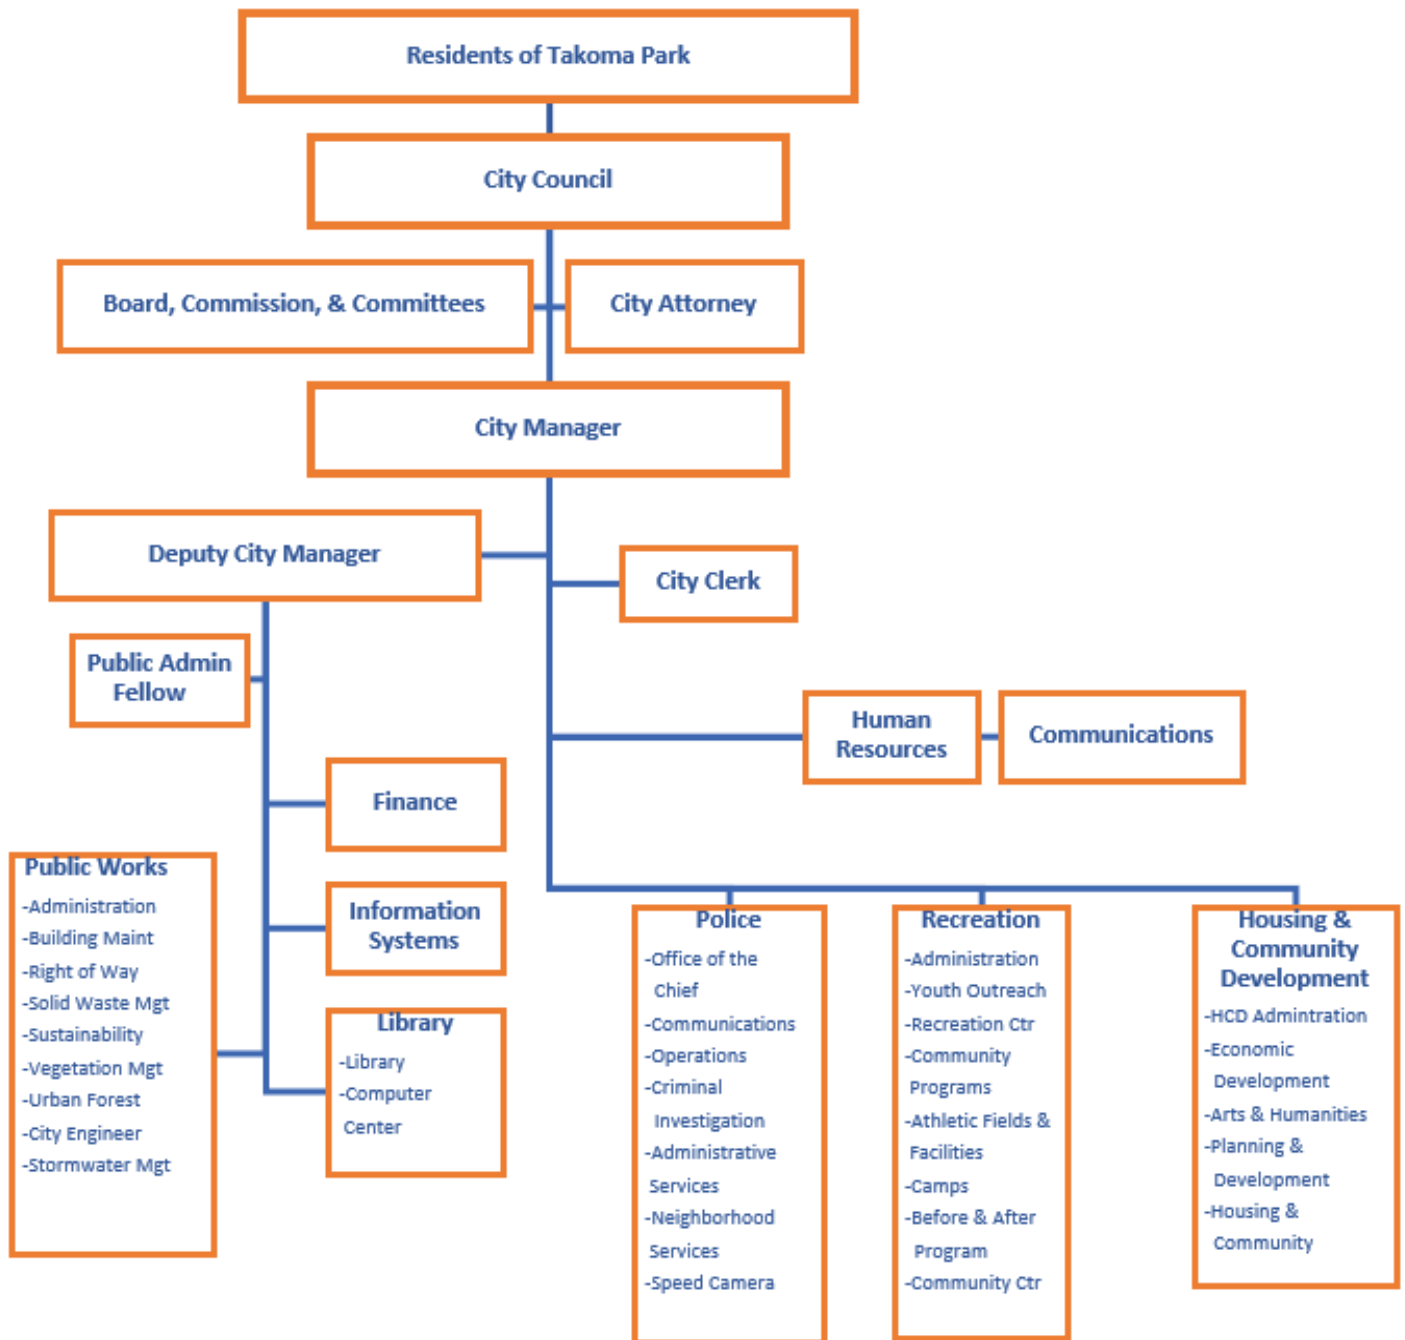 Residents of Takoma Park
City Council
Board, Commission, & Committees
City Attorney
City Manager
Deputy City Manager
City Clerk
Public Admin
Fellow
Human
Resources
Communications
Finance
Information
Systems
Public Works
-Administration
-Building Maint
-Right of Way
-Solid Waste Mgt
-Sustainability
-Vegetation Mgt
-Urban Forest
-City Engineer
-Stormwater Mgt
Library
-Library
-Computer
Center
Police
-Office of the
Chief
-Communications
-Operations
-Criminal
Investigation
-Administrative
Services
-Neighborhood
Services
-Speed Camera
Recreation
-Administration
-Youth Outreach
-Recreation Ctr
-Community
Programs
-Athletic Fields &
Facilities
-Camps
-Before & After
Program
-Community Ctr
Housing &
Community
Development
-HCD Admintration
-Economic
Development
-Arts & Humanities
-Planning &
Development
-Housing &
Community